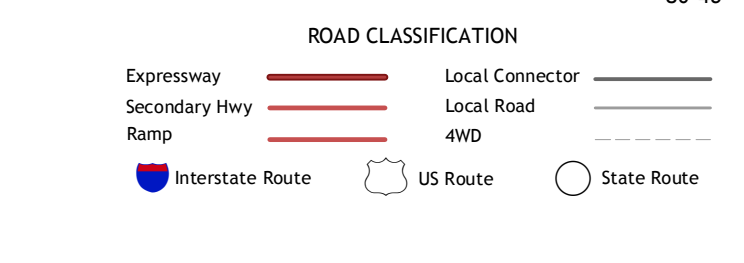 ROAD CLASSIFICATION
Expressway
Local Connector
Secondary Hwy
Local Road
Ramp
4WD
Interstate Route
US Route
State Route